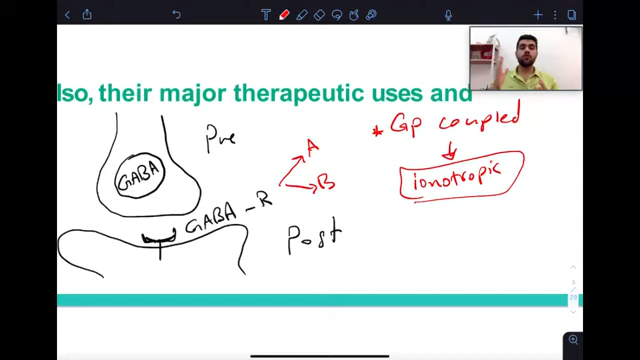 lso, their major therapeutic uses and
Pre
GABA
GABA-R
A
B
Post
* Gp coupled
ionotropic